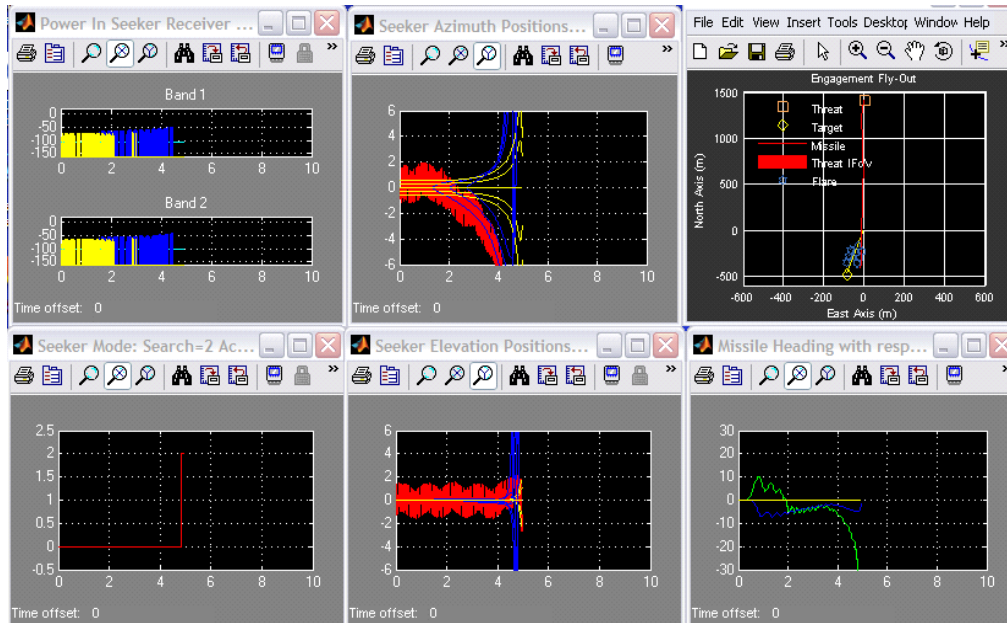 Power In Seeker Receiver ...
Band 1
0
-50
-100
-150
0 2 4 6 8 10
Band 2
0
-50
-100
-150
0 2 4 6 8 10
Time offset: 0
Seeker Azimuth Positions...
6
4
2
0
-2
-4
-6
0 2 4 6 8 10
Time offset: 0
File Edit View Insert Tools Desktop Window Help
Engagement Fly-Out
1500
1000
500
0
-500
North Axis (m)
Threat
Target
Missile
Threat IFoV
Flare
-600 -400 -200 0 200 400 600
East Axis (m)
Seeker Mode: Search=2 Ac...
2.5
2
1.5
1
0.5
0
-0.5
0 2 4 6 8 10
Time offset: 0
Seeker Elevation Positions...
6
4
2
0
-2
-4
-6
0 2 4 6 8 10
Time offset: 0
Missile Heading with resp...
30
20
10
0
-10
-20
-30
0 2 4 6 8 10
Time offset: 0